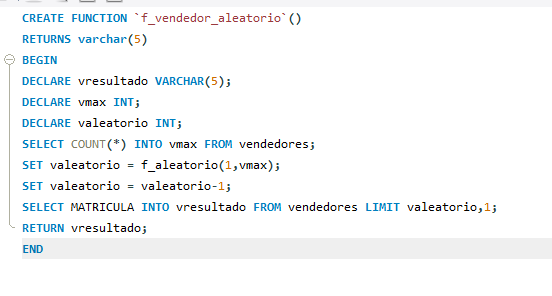 CREATE FUNCTION `f_vendedor_aleatorio`()
RETURNS varchar(5)
BEGIN
DECLARE vresultado VARCHAR(5);
DECLARE vmax INT;
DECLARE valeatorio INT;
SELECT COUNT(*) INTO vmax FROM vendedores;
SET valeatorio = f_aleatorio(1,vmax);
SET valeatorio = valeatorio-1;
SELECT MATRICULA INTO vresultado FROM vendedores LIMIT valeatorio,1;
RETURN vresultado;
END